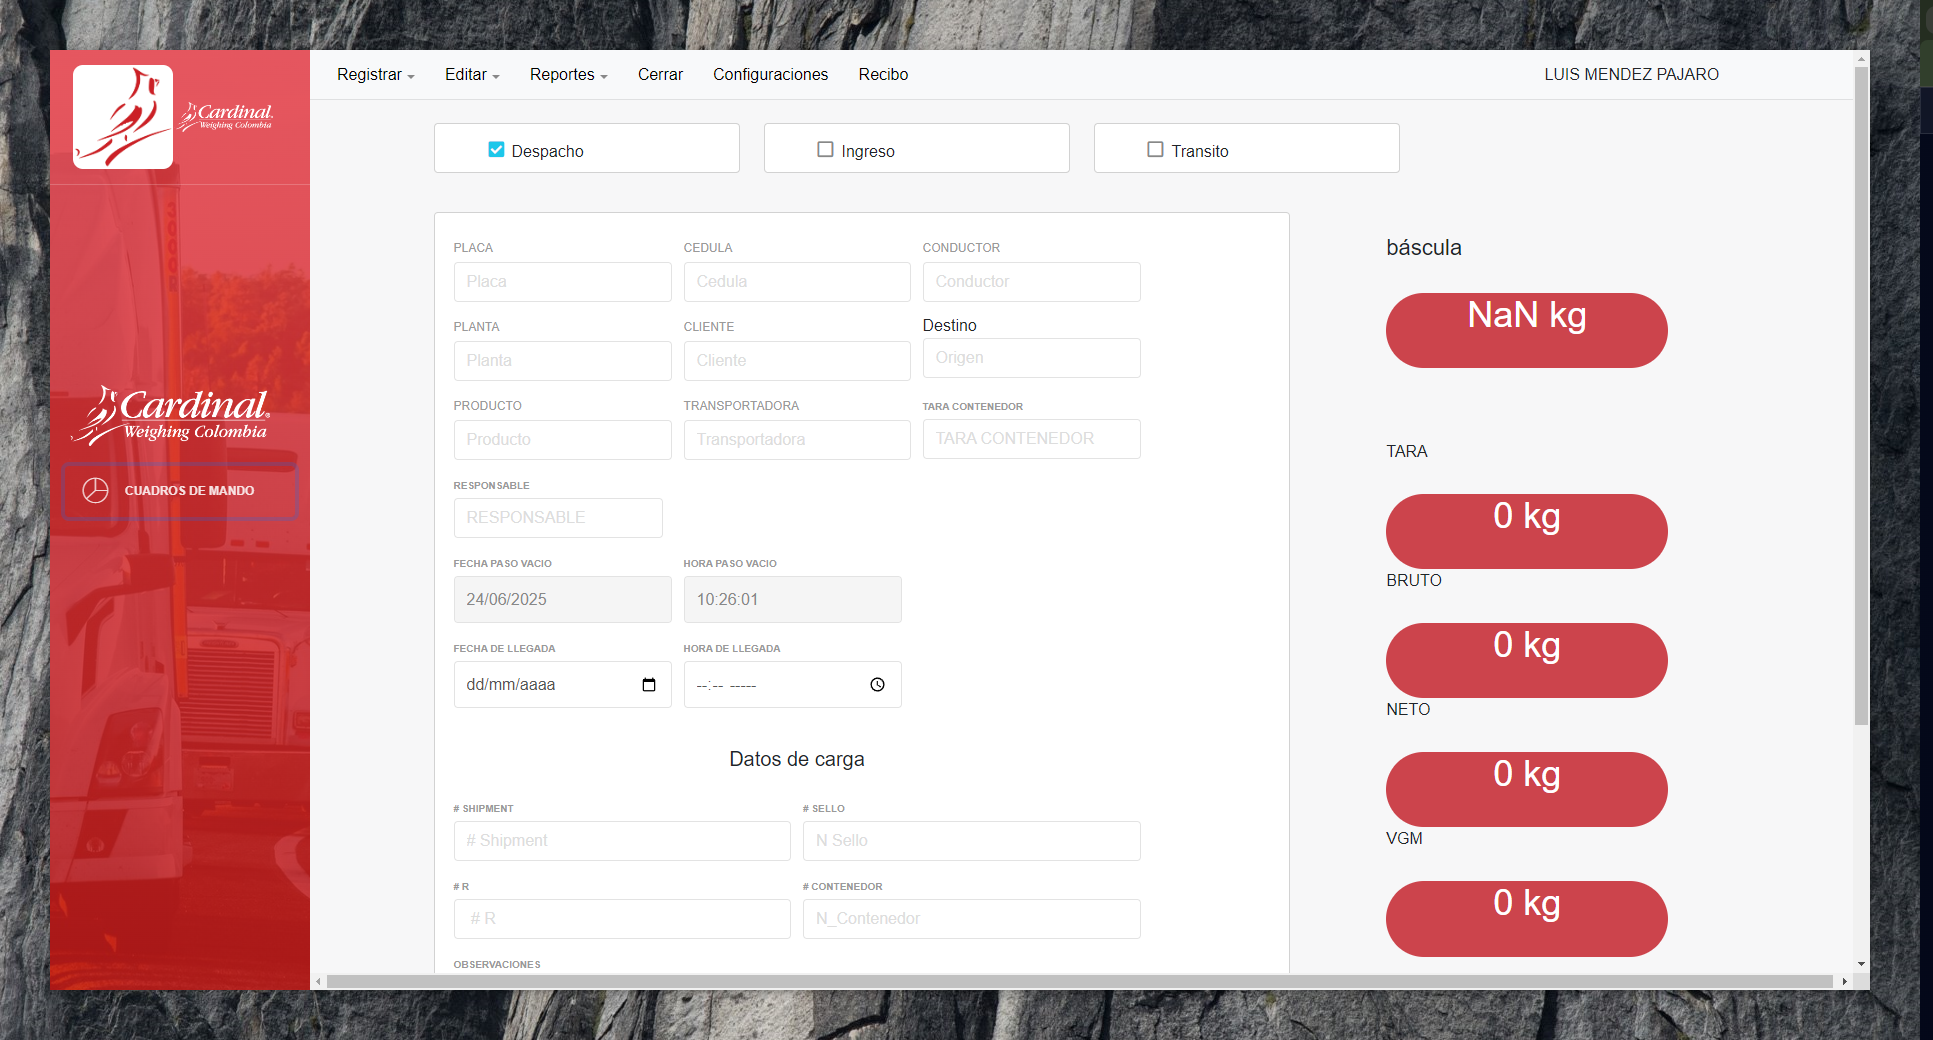 Cardinal
Weighing Colombia
Registrar
Editar
Reportes
Cerrar
Configuraciones
Recibo
LUIS MENDEZ PAJARO
Despacho
Ingreso
Transito
Cardinal
Weighing Colombia
CUADROS DE MANDO
PLACA
CEDULA
CONDUCTOR
Placa
Cedula
Conductor
PLANTA
CLIENTE
Destino
Planta
Cliente
Origen
PRODUCTO
TRANSPORTADORA
TARA CONTENEDOR
Producto
Transportadora
TARA CONTENEDOR
RESPONSABLE
RESPONSABLE
FECHA PASO VACIO
HORA PASO VACIO
24/06/2025
10:26:01
FECHA DE LLEGADA
HORA DE LLEGADA
dd/mm/aaaa
--:-- -----
Datos de carga
# SHIPMENT
# SELLO
# Shipment
N Sello
# R
# CONTENEDOR
# R
N_Contenedor
OBSERVACIONES
báscula
NaN kg
TARA
0 kg
BRUTO
0 kg
NETO
0 kg
VGM
0 kg